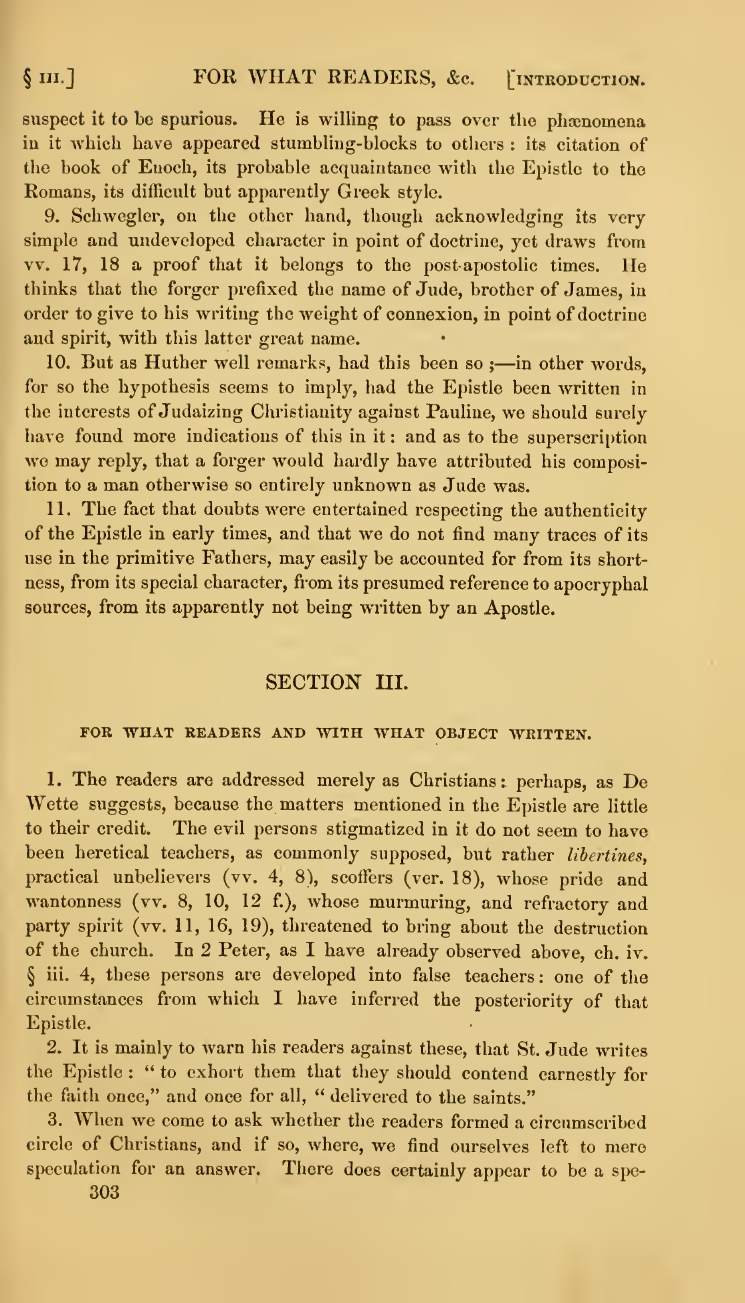 § III.] FOR WHAT READERS, &c. [INTRODUCTION.
suspect it to be spurious. He is willing to pass over the phænomena
in it which have appeared stumbling-blocks to others : its citation of
the book of Enoch, its probable acquaintance with the Epistle to the
Romans, its difficult but apparently Greek style.
9. Schwegler, on the other hand, though acknowledging its very
simple and undeveloped character in point of doctrine, yet draws from
vv. 17, 18 a proof that it belongs to the post-apostolic times. He
thinks that the forger prefixed the name of Jude, brother of James, in
order to give to his writing the weight of connexion, in point of doctrine
and spirit, with this latter great name.
10. But as Huther well remarks, had this been so ;—in other words,
for so the hypothesis seems to imply, had the Epistle been written in
the interests of Judaizing Christianity against Pauline, we should surely
have found more indications of this in it : and as to the superscription
we may reply, that a forger would hardly have attributed his composi-
tion to a man otherwise so entirely unknown as Jude was.
11. The fact that doubts were entertained respecting the authenticity
of the Epistle in early times, and that we do not find many traces of its
use in the primitive Fathers, may easily be accounted for from its short-
ness, from its special character, from its presumed reference to apocryphal
sources, from its apparently not being written by an Apostle.
SECTION III.
FOR WHAT READERS AND WITH WHAT OBJECT WRITTEN.
1. The readers are addressed merely as Christians : perhaps, as De
Wette suggests, because the matters mentioned in the Epistle are little
to their credit. The evil persons stigmatized in it do not seem to have
been heretical teachers, as commonly supposed, but rather libertines,
practical unbelievers (vv. 4, 8), scoffers (ver. 18), whose pride and
wantonness (vv. 8, 10, 12 f.), whose murmuring, and refractory and
party spirit (vv. 11, 16, 19), threatened to bring about the destruction
of the church. In 2 Peter, as I have already observed above, ch. iv.
§ iii. 4, these persons are developed into false teachers : one of the
circumstances from which I have inferred the posteriority of that
Epistle.
2. It is mainly to warn his readers against these, that St. Jude writes
the Epistle : “ to exhort them that they should contend earnestly for
the faith once,” and once for all, “ delivered to the saints.”
3. When we come to ask whether the readers formed a circumscribed
circle of Christians, and if so, where, we find ourselves left to mere
speculation for an answer. There does certainly appear to be a spe-
303